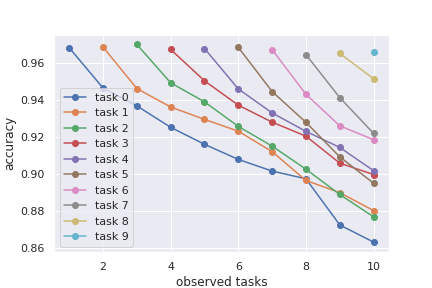 0.96
0.94
0.92
0.90
0.88
0.86
accuracy
task 0
task 1
task 2
task 3
task 4
task 5
task 6
task 7
task 8
task 9
2 4 6 8 10
observed tasks